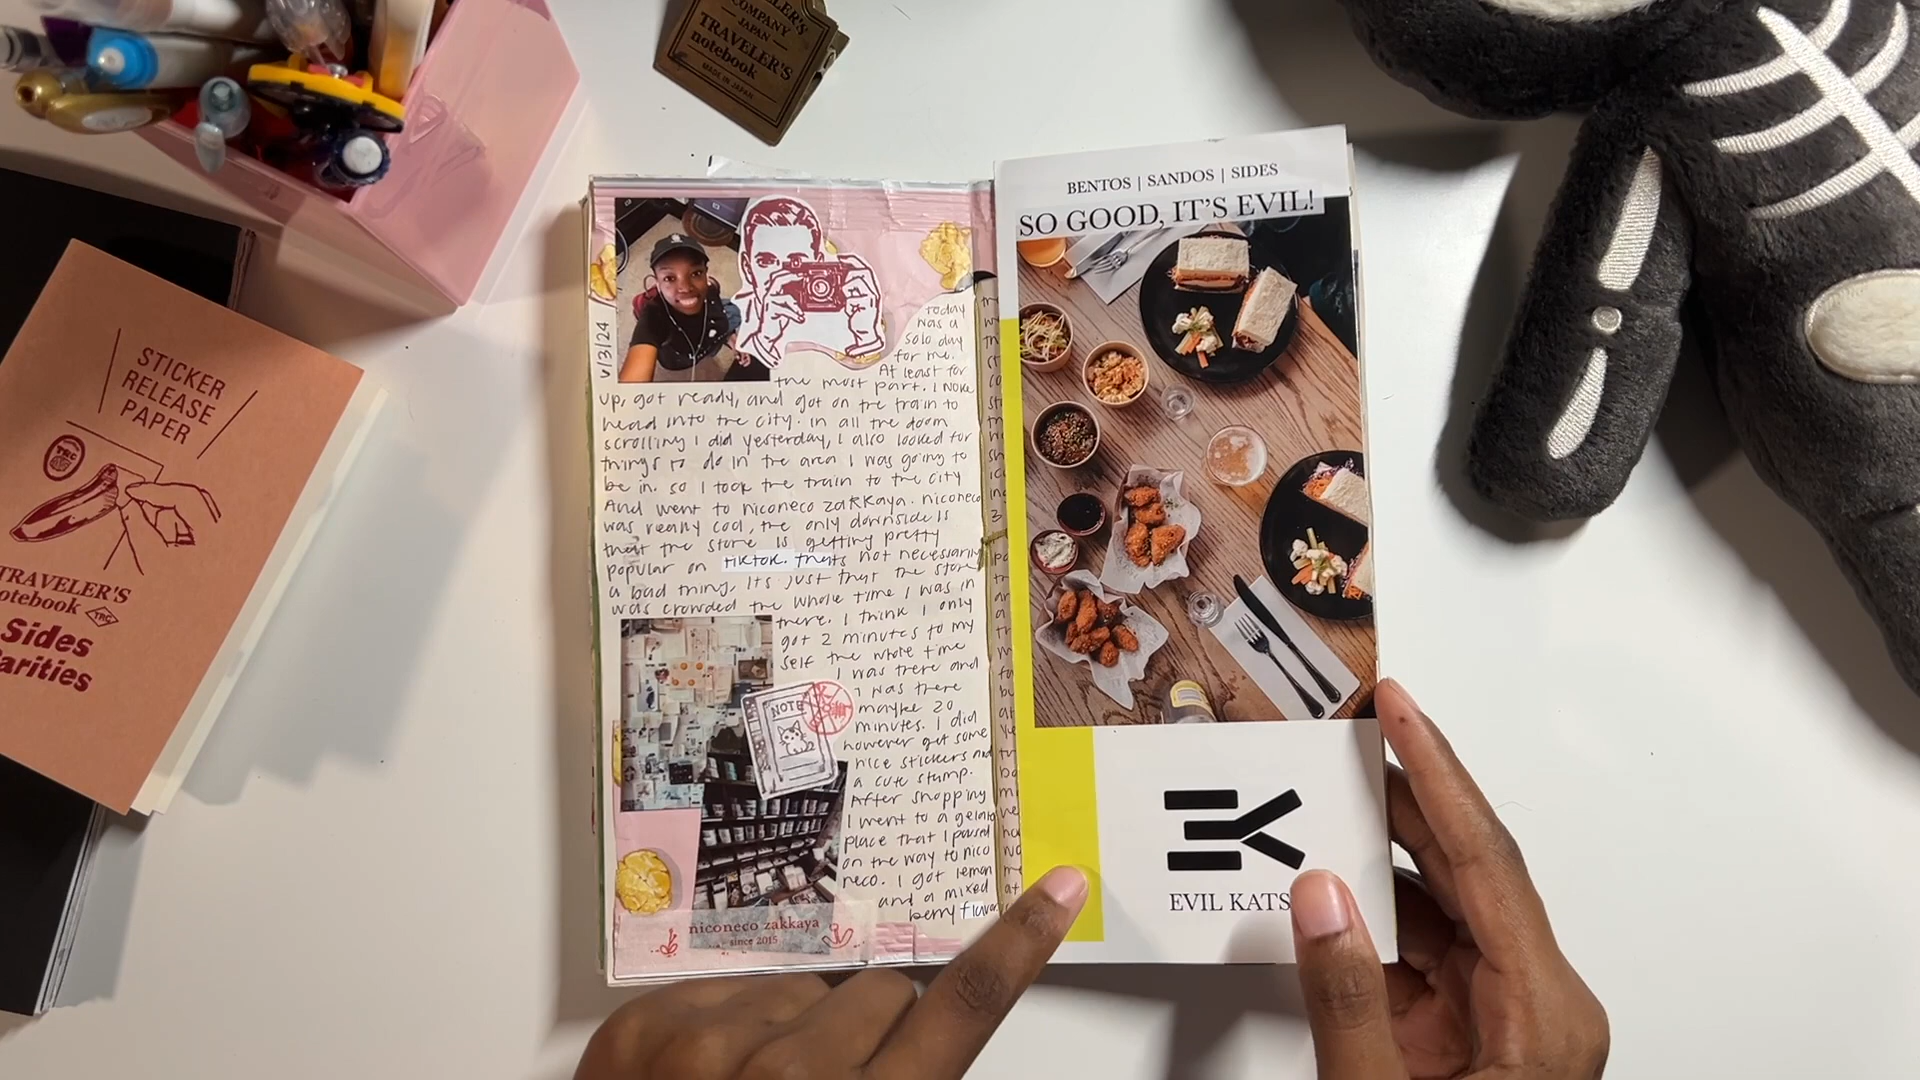 COMPANY
JAPAN
TRAVELER'S
notebook
MADE IN JAPAN
STICKER
RELEASE
PAPER
TRC
TRAVELER'S
notebook
TRC
Sides
Rarities
V/3/24
today
was a
solo day
for me.
At least for
the most part. I woke
up, got ready, and got on the train to
head into the city. in all the doom
scrolling I did yesterday, I also looked for
things to do in the area I was going to
be in. so I took the train to the city
And went to niconeco zakkaya. niconeco
was really cool, the only downside is
that the store is getting pretty
popular on tiktok. thats not necessarily
a bad thing, its just that the store
was crowded the whole time I was in
there. I think I only
got 2 minutes to my
self the whole time
I was there and
I was there
maybe 20
minutes. I did
however get some
nice stickers and
a cute stamp.
After shopping
I went to a gelato
place that I passed
on the way to nico
neco. I got lemon
and a mixed
berry flavor
NOTE
niconeco zakkaya
since 2015
BENTOS | SANDOS | SIDES
SO GOOD, IT'S EVIL!
EVIL KATS